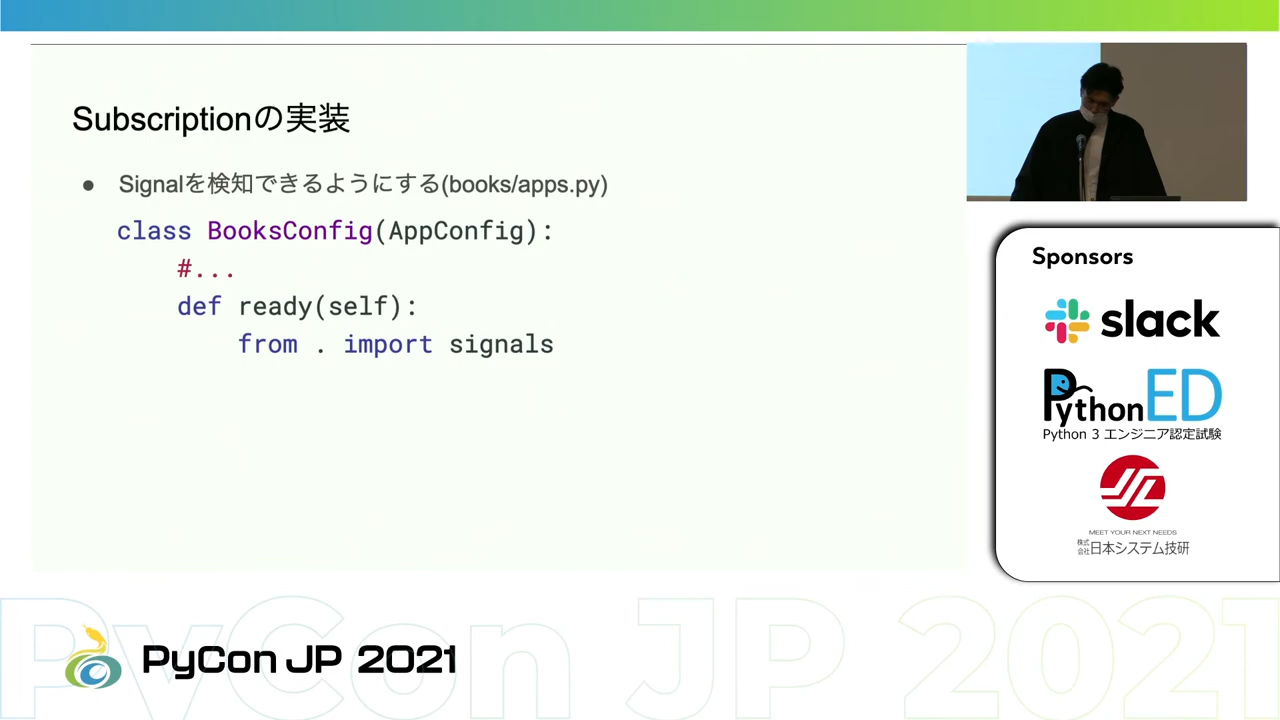 Subscriptionの実装
● Signalを検知できるようにする(books/apps.py)
class BooksConfig(AppConfig):
#...
def ready(self):
from . import signals
Sponsors
slack
PythonED
Python 3 エンジニア認定試験
MEET YOUR NEXT NEEDS
株式会社日本システム技研
PyCon JP 2021
PyCon JP 2021